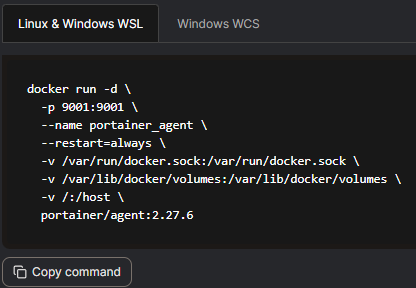 Linux & Windows WSL
Windows WCS
docker run -d \
-p 9001:9001 \
--name portainer_agent \
--restart=always \
-v /var/run/docker.sock:/var/run/docker.sock \
-v /var/lib/docker/volumes:/var/lib/docker/volumes \
-v /:/host \
portainer/agent:2.27.6
Copy command